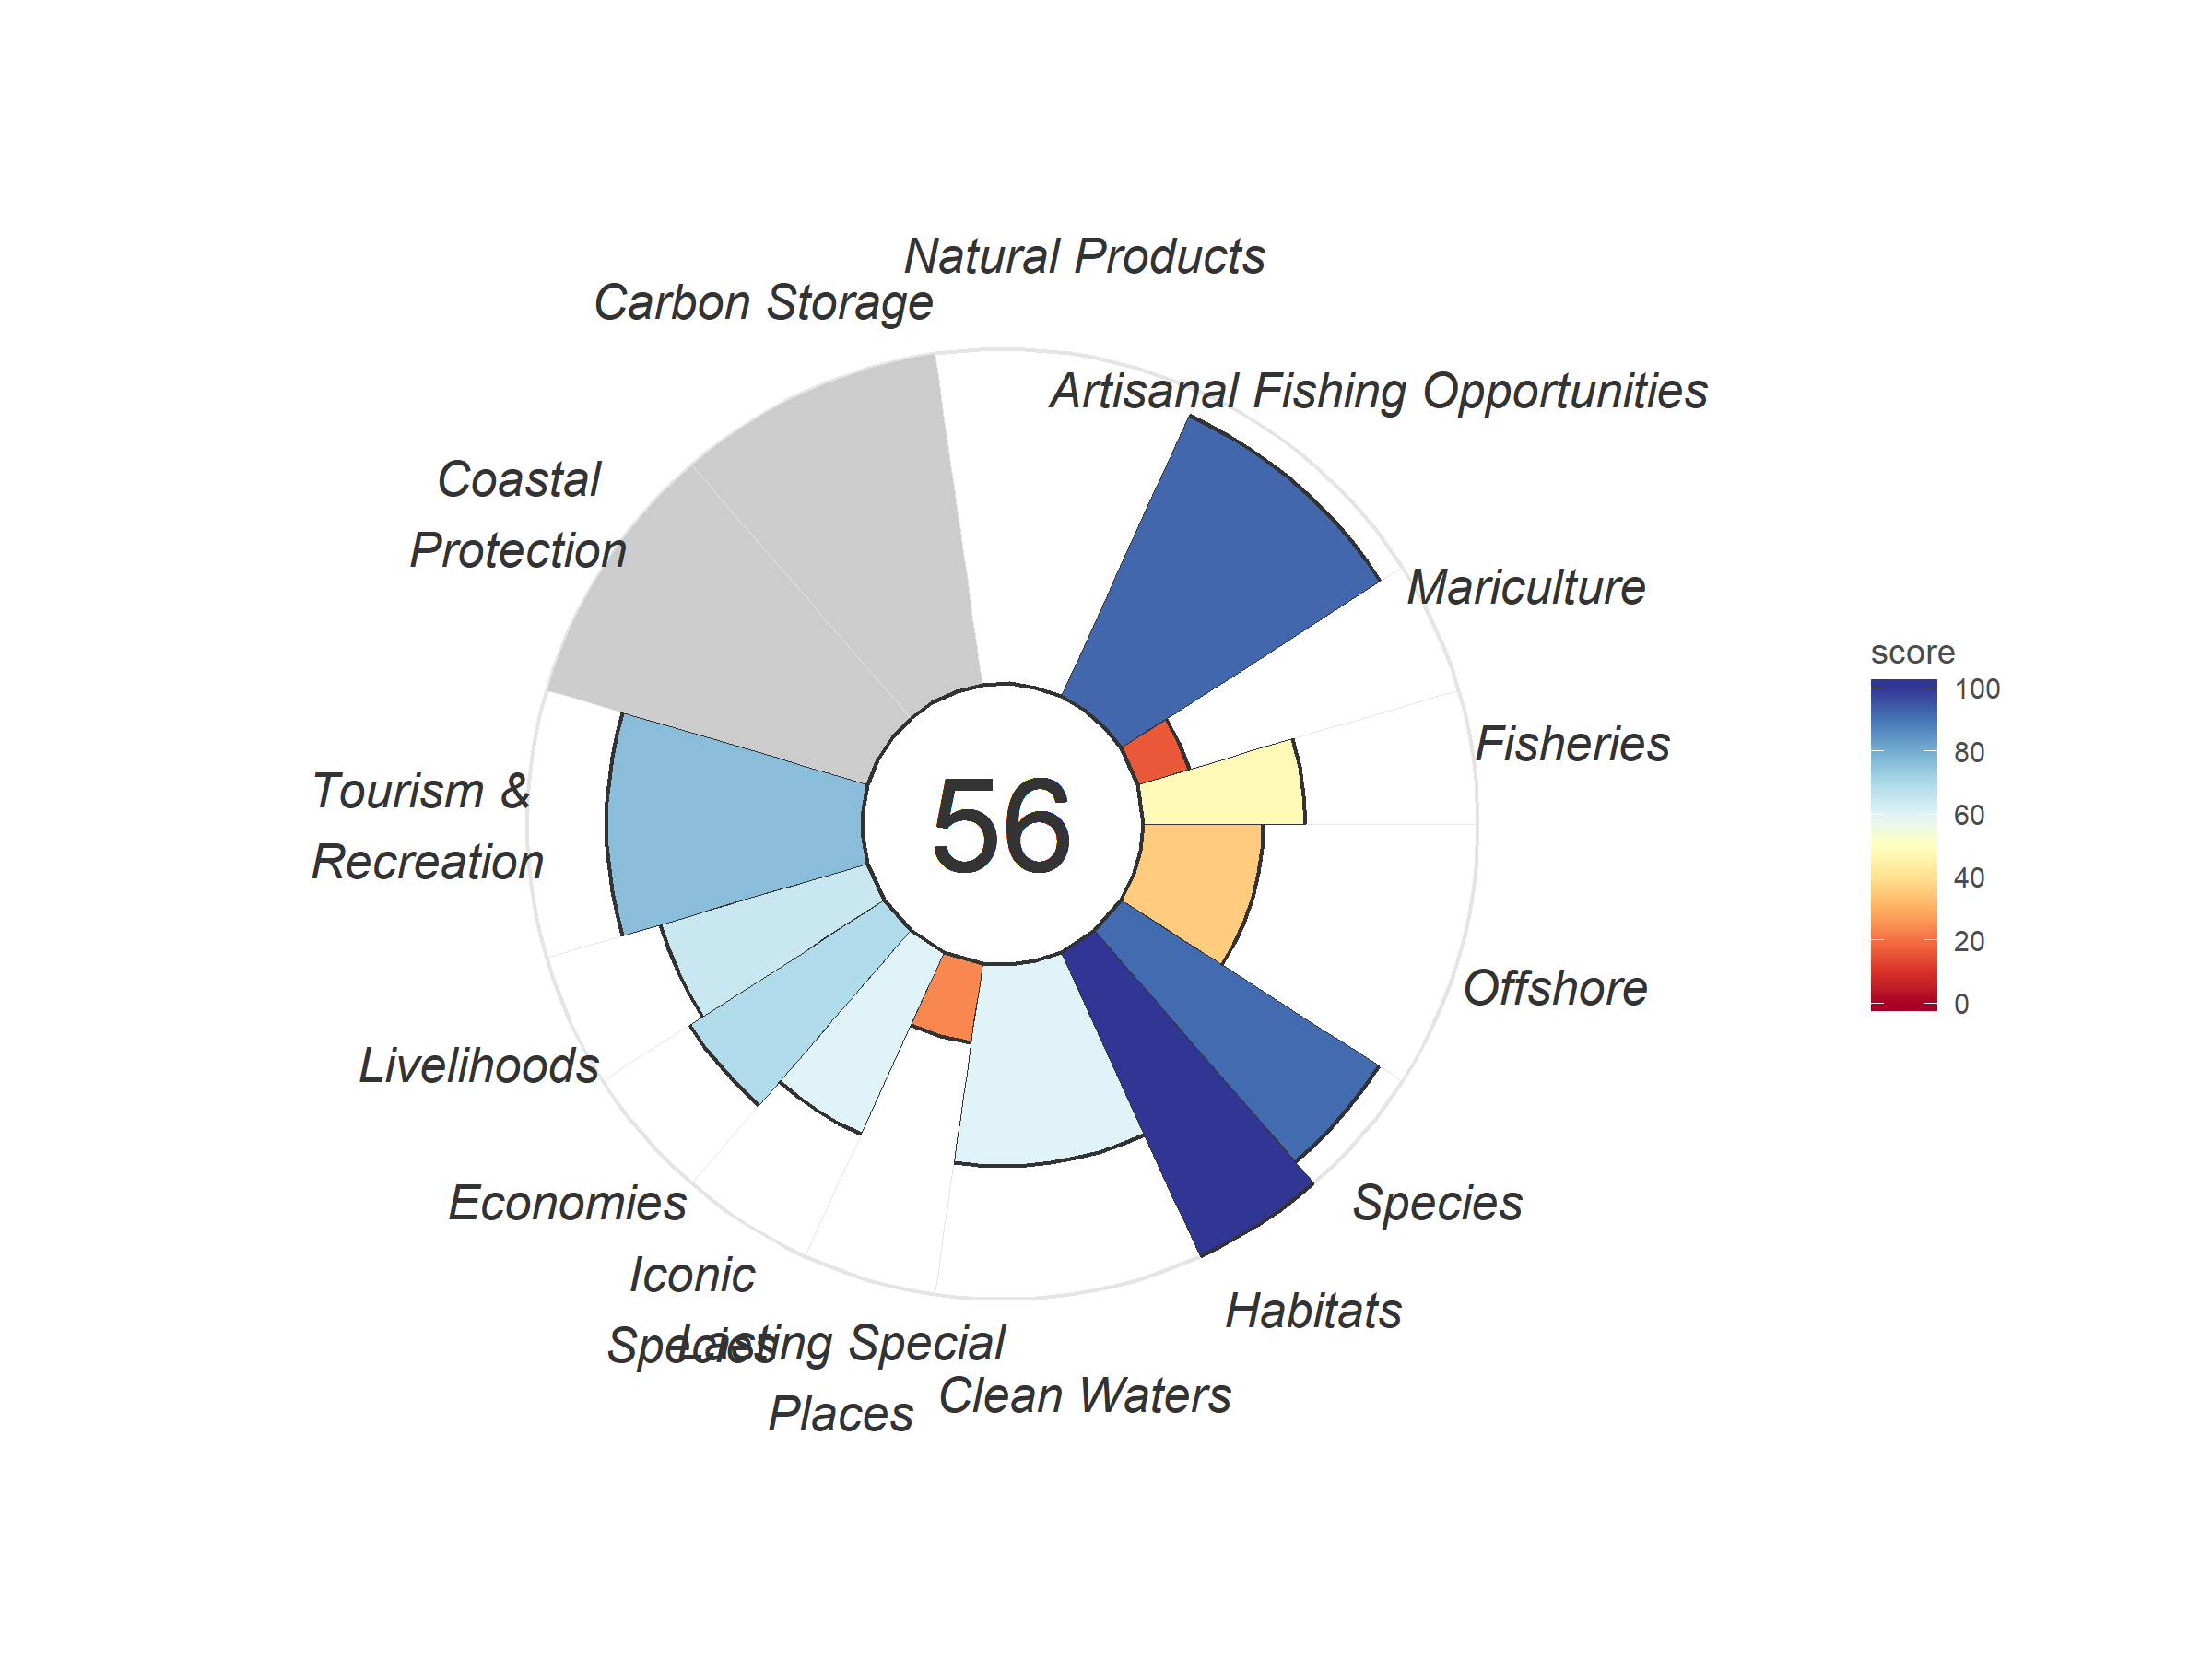 Natural Products
Carbon Storage
Artisanal Fishing Opportunities
Coastal
Protection
Mariculture
Fisheries
Tourism &
Recreation
56
Offshore
Livelihoods
Economies
Species
Iconic
Species
Habitats
Lasting Special
Places
Clean Waters
score
100
80
60
40
20
0